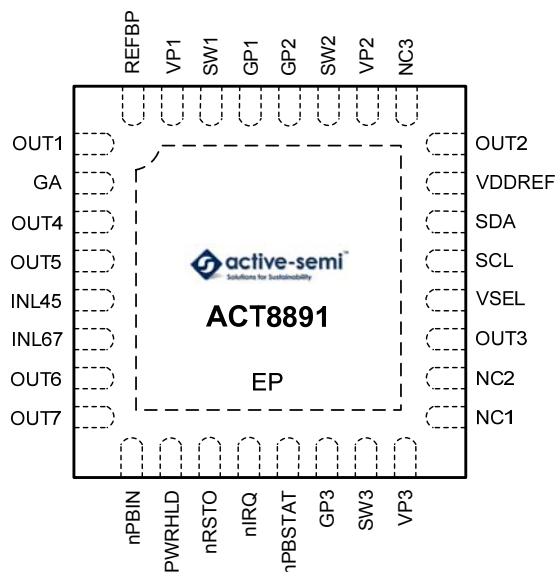 REFBP
VP1
SW1
GP1
GP2
SW2
VP2
NC3
OUT1
GA
OUT4
OUT5
INL45
INL67
OUT6
OUT7
OUT2
VDDREF
SDA
SCL
VSEL
OUT3
NC2
NC1
active-semi™
Solutions for Sustainability
ACT8891
EP
nPBIN
PWRHLD
nRSTO
nIRQ
nPBSTAT
GP3
SW3
VP3